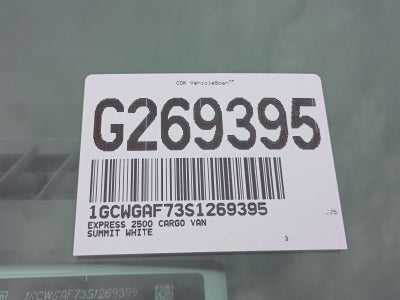 CDK VehicleScan™
G269395
1GCWGAF73S1269395
EXPRESS 2500 CARGO VAN
SUMMIT WHITE
3
1GCWGAF73S1269395